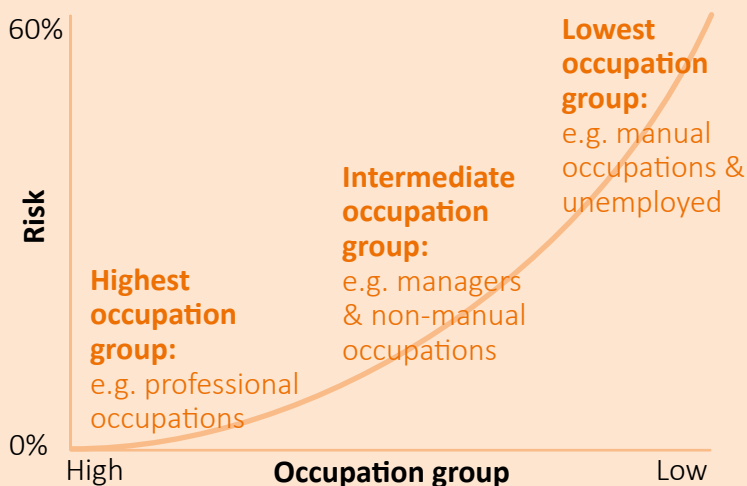 60%
Risk
0%
Highest
occupation
group:
e.g. professional
occupations
Intermediate
occupation
group:
e.g. managers
& non-manual
occupations
Lowest
occupation
group:
e.g. manual
occupations &
unemployed
High
Occupation group
Low